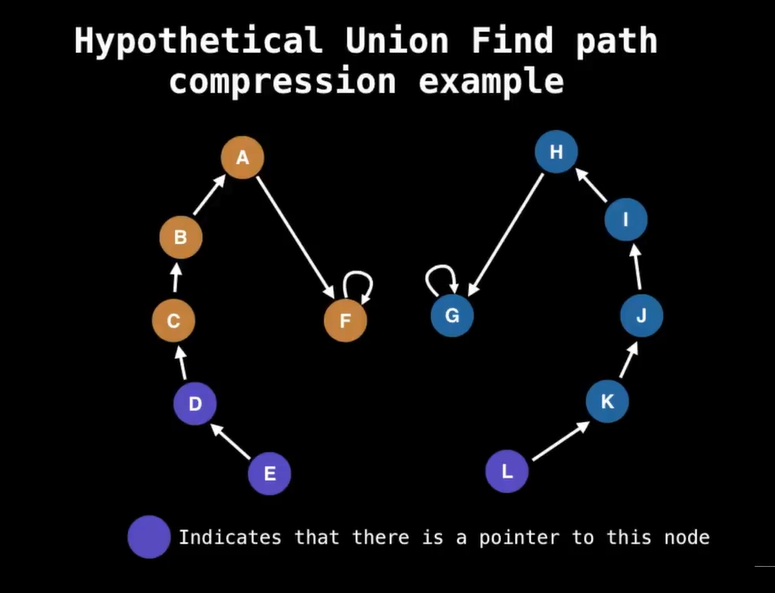 Hypothetical Union Find path
compression example
A
H
I
B
C
F
G
J
D
K
E
L
Indicates that there is a pointer to this node